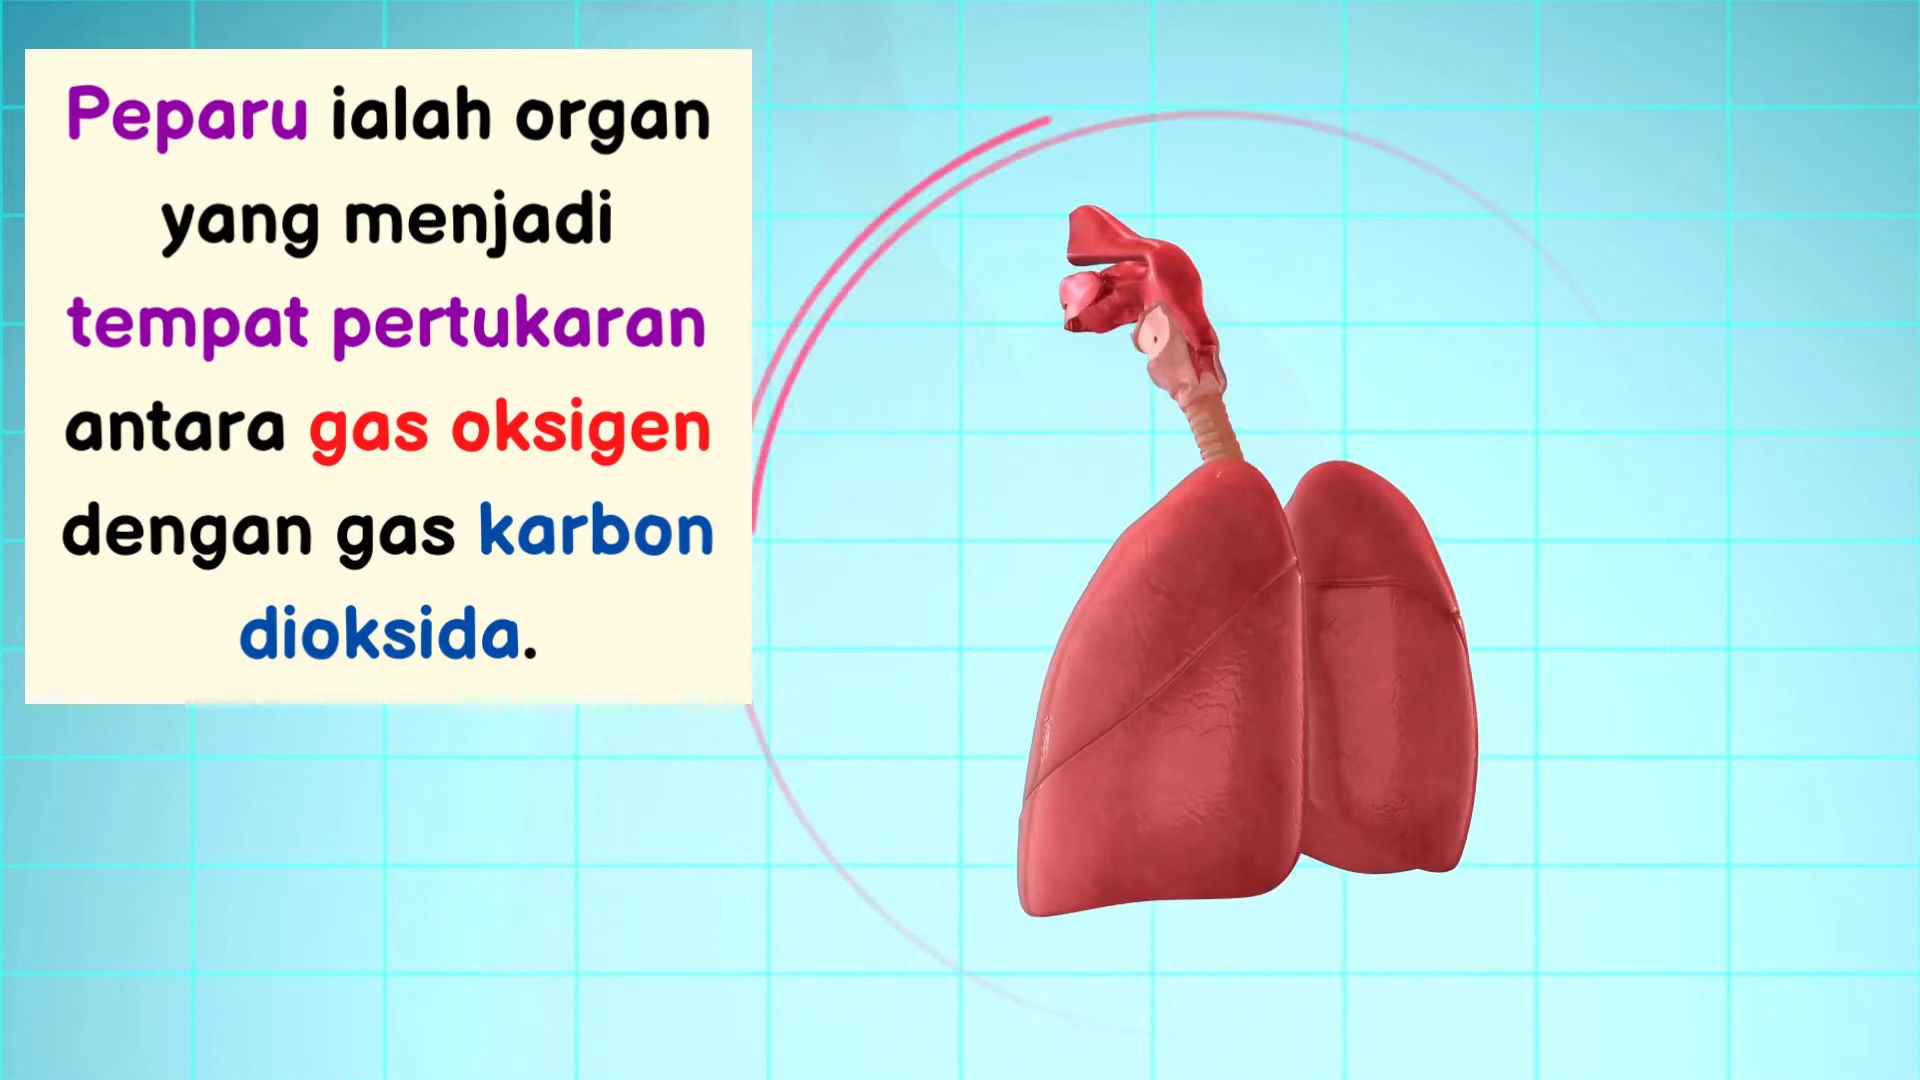 Peparu ialah organ
yang menjadi
tempat pertukaran
antara gas oksigen
dengan gas karbon
dioksida.